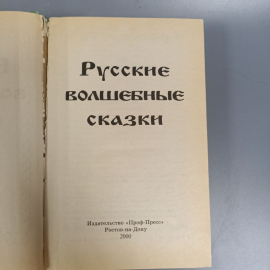 Русские
волшебные
сказки
Издательство «Проф-Пресс»
Ростов-на-Дону
2000